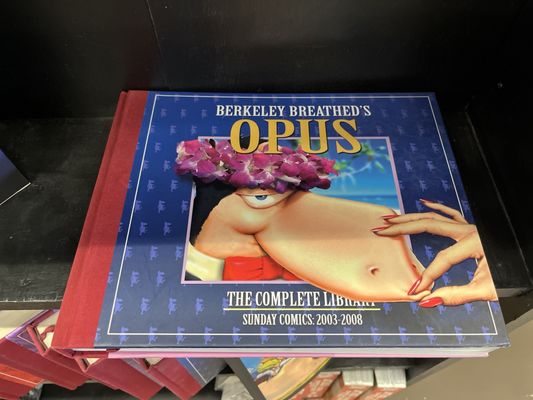 BERKELEY BREATHED'S
OPUS
THE COMPLETE LIBRARY
SUNDAY COMICS: 2003-2008